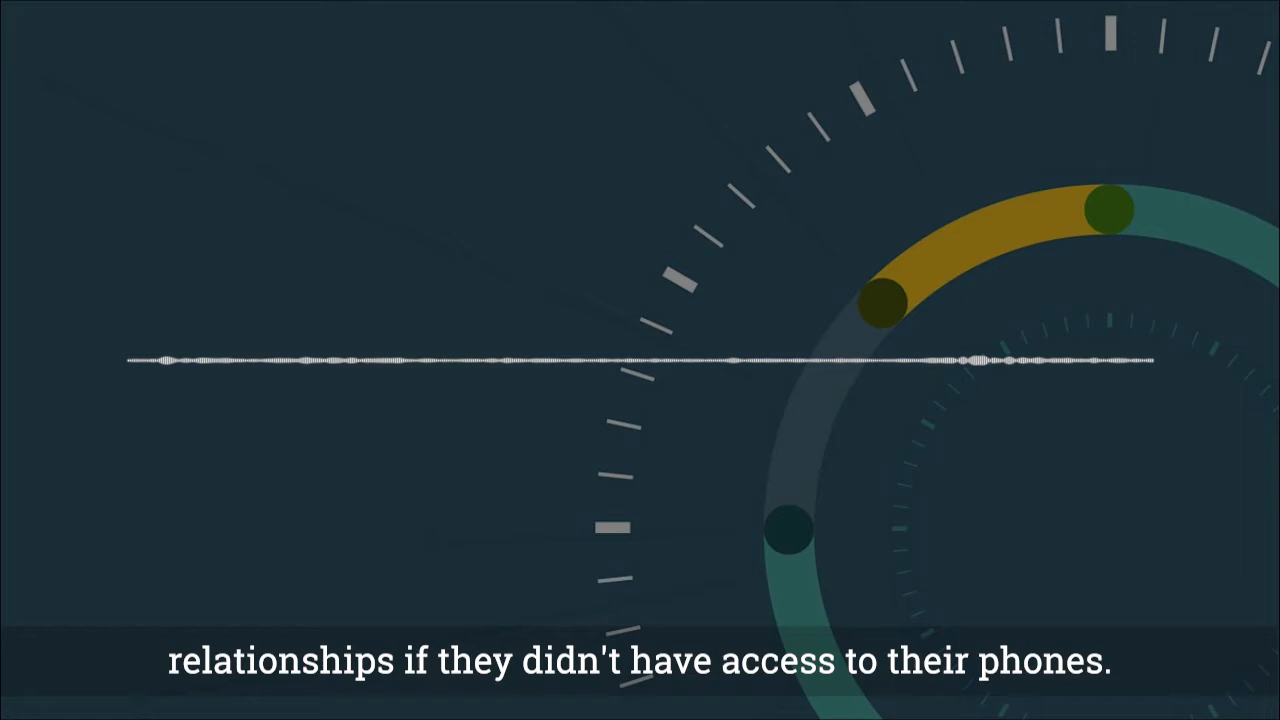 relationships if they didn't have access to their phones.